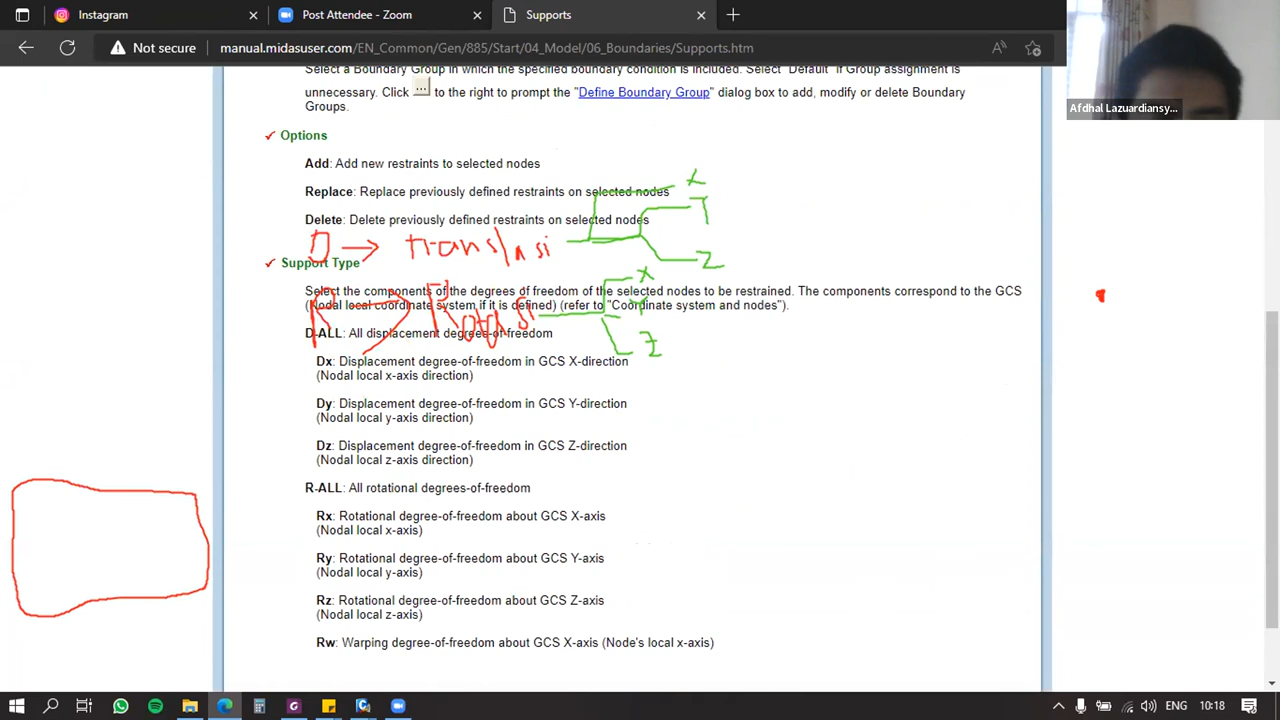 Instagram
Post Attendee - Zoom
Supports
Not secure
manual.midasuser.com/EN_Common/Gen/885/Start/04_Model/06_Boundaries/Supports.htm
Afdhal Lazuardiansy...
Select a Boundary Group in which the specified boundary condition is included. Select "Default" if Group assignment is
unnecessary. Click ... to the right to prompt the "Define Boundary Group" dialog box to add, modify or delete Boundary
Groups.
Options
Add: Add new restraints to selected nodes
Replace: Replace previously defined restraints on selected nodes
Delete: Delete previously defined restraints on selected nodes
D → translasi
x
Y
Z
Support Type
Select the components of the degrees of freedom of the selected nodes to be restrained. The components correspond to the GCS
(Nodal local coordinate system if it is defined) (refer to "Coordinate system and nodes").
R → Rotasi
x
Y
Z
D-ALL: All displacement degrees-of-freedom
Dx: Displacement degree-of-freedom in GCS X-direction
(Nodal local x-axis direction)
Dy: Displacement degree-of-freedom in GCS Y-direction
(Nodal local y-axis direction)
Dz: Displacement degree-of-freedom in GCS Z-direction
(Nodal local z-axis direction)
R-ALL: All rotational degrees-of-freedom
Rx: Rotational degree-of-freedom about GCS X-axis
(Nodal local x-axis)
Ry: Rotational degree-of-freedom about GCS Y-axis
(Nodal local y-axis)
Rz: Rotational degree-of-freedom about GCS Z-axis
(Nodal local z-axis)
Rw: Warping degree-of-freedom about GCS X-axis (Node's local x-axis)
ENG 10:18